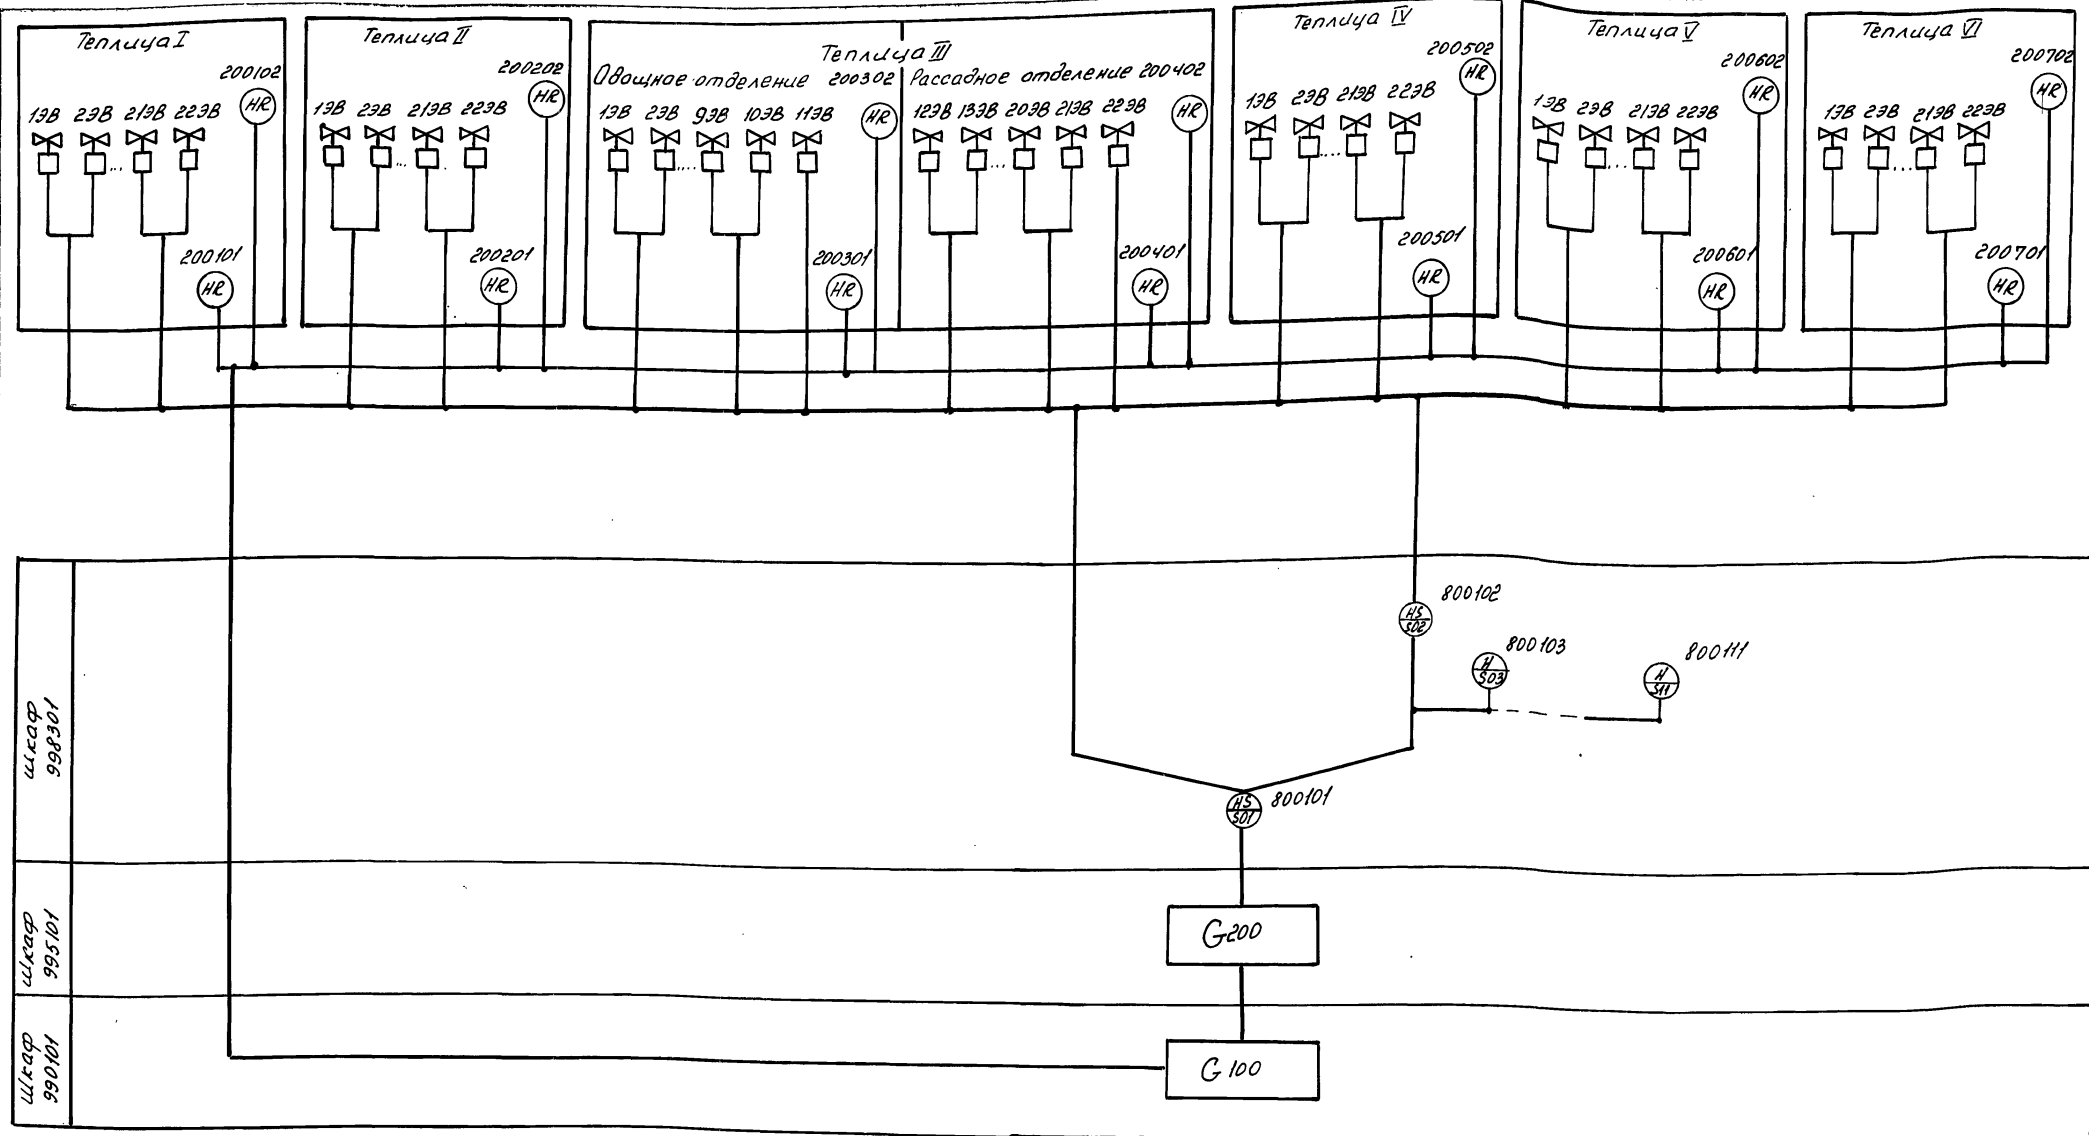 Теплица I
200102
1ЭВ 2ЭВ 21ЭВ 22ЭВ
HR
...
200101
HR
Теплица II
200202
1ЭВ 2ЭВ 21ЭВ 22ЭВ
HR
...
200201
HR
Теплица III
Овощное отделение 200302
1ЭВ 2ЭВ 9ЭВ 10ЭВ 11ЭВ
HR
....
200301
HR
Рассадное отделение 200402
12ЭВ 13ЭВ 20ЭВ 21ЭВ 22ЭВ
HR
...
200401
HR
Теплица IV
200502
1ЭВ 2ЭВ 21ЭВ 22ЭВ
HR
....
200501
HR
Теплица V
200602
1ЭВ 2ЭВ 21ЭВ 22ЭВ
HR
...
200601
HR
Теплица VI
200702
1ЭВ 2ЭВ 21ЭВ 22ЭВ
HR
....
200701
HR
шкаф
998301
800102
HS
S02
800103
H
S03
800111
H
S11
800101
HS
S01
шкаф
995101
G200
Шкаф
990101
G100